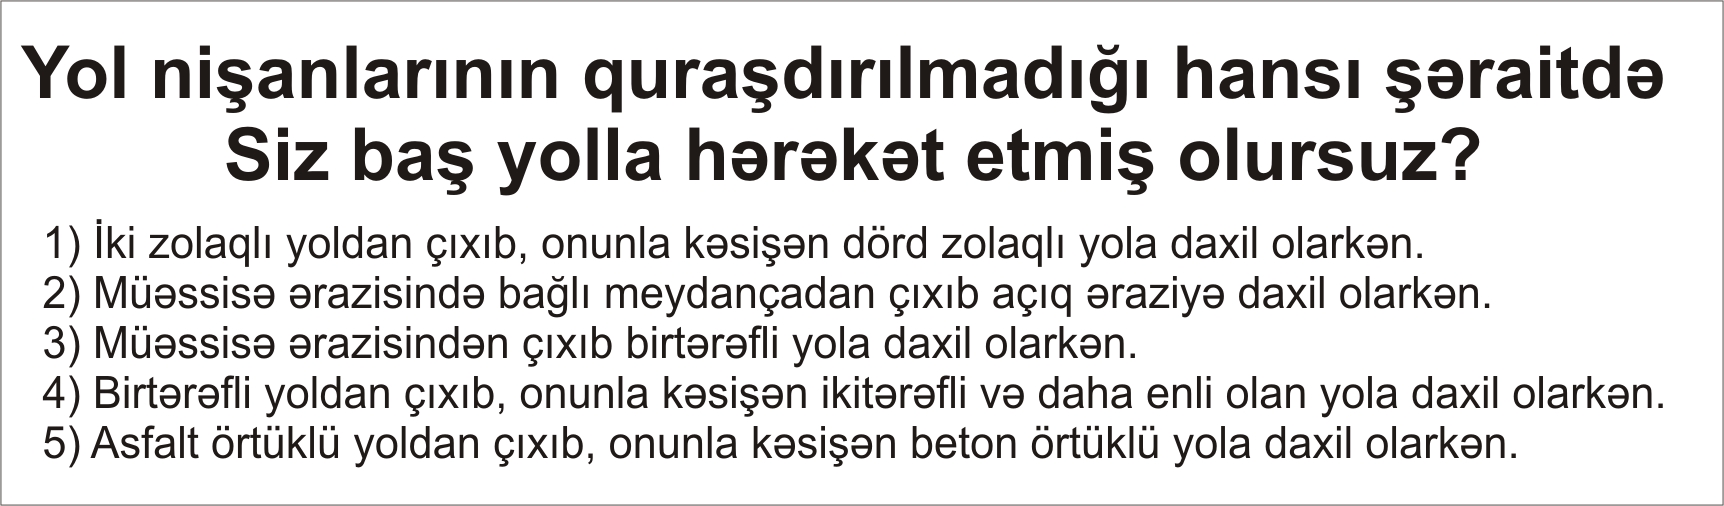 Yol nişanlarının quraşdırılmadığı hansı şəraitdə
Siz baş yolla hərəkət etmiş olursuz?
1) İki zolaqlı yoldan çıxıb, onunla kəsişən dörd zolaqlı yola daxil olarkən.
2) Müəssisə ərazisində bağlı meydançadan çıxıb açıq əraziyə daxil olarkən.
3) Müəssisə ərazisindən çıxıb birtərəfli yola daxil olarkən.
4) Birtərəfli yoldan çıxıb, onunla kəsişən ikitərəfli və daha enli olan yola daxil olarkən.
5) Asfalt örtüklü yoldan çıxıb, onunla kəsişən beton örtüklü yola daxil olarkən.